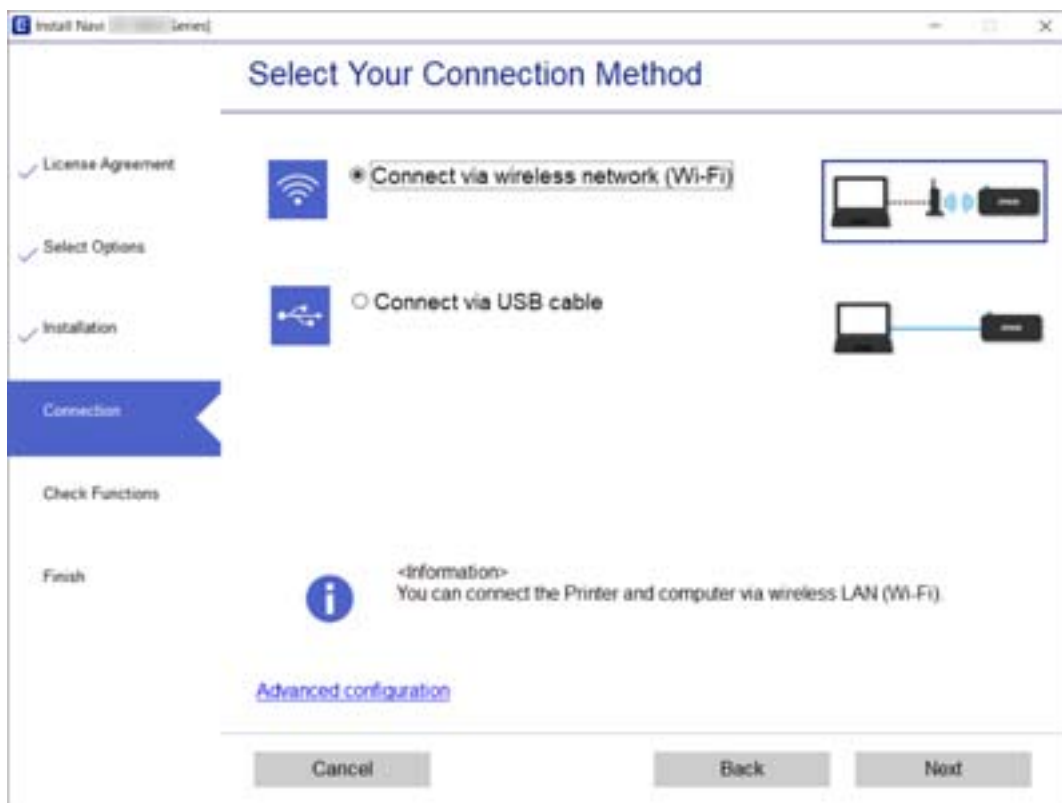 Install Navi Series]
Select Your Connection Method
License Agreement
Select Options
Installation
Connection
Check Functions
Finish
Connect via wireless network (Wi-Fi)
Connect via USB cable
<Information>
You can connect the Printer and computer via wireless LAN (Wi-Fi).
Advanced configuration
Cancel
Back
Next